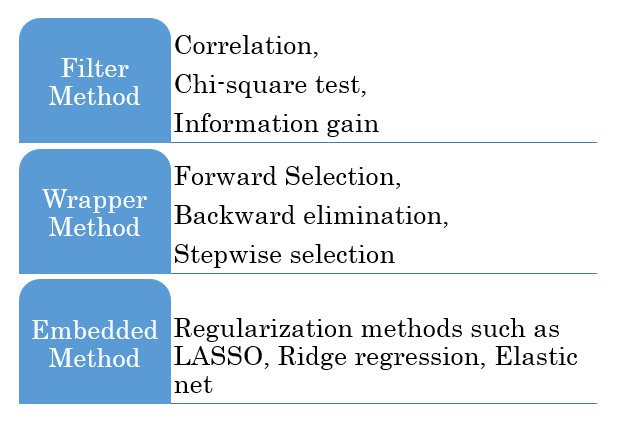 Filter
Method
Correlation,
Chi-square test,
Information gain
Wrapper
Method
Forward Selection,
Backward elimination,
Stepwise selection
Embedded
Method
Regularization methods such as
LASSO, Ridge regression, Elastic
net